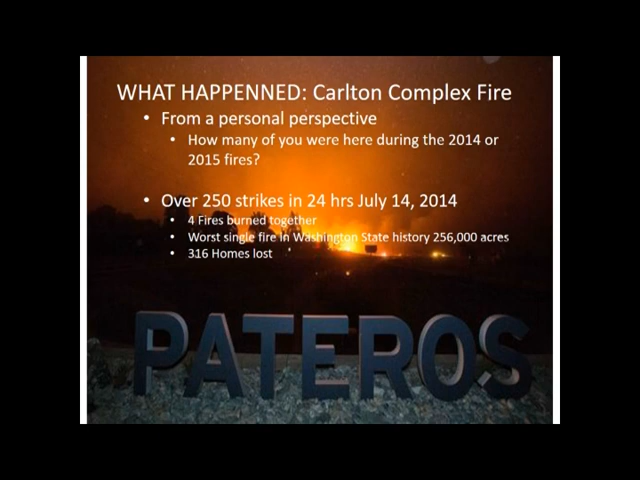 WHAT HAPPENNED: Carlton Complex Fire
• From a personal perspective
• How many of you were here during the 2014 or
2015 fires?
• Over 250 strikes in 24 hrs July 14, 2014
• 4 Fires burned together
• Worst single fire in Washington State history 256,000 acres
• 316 Homes lost
PATEROS